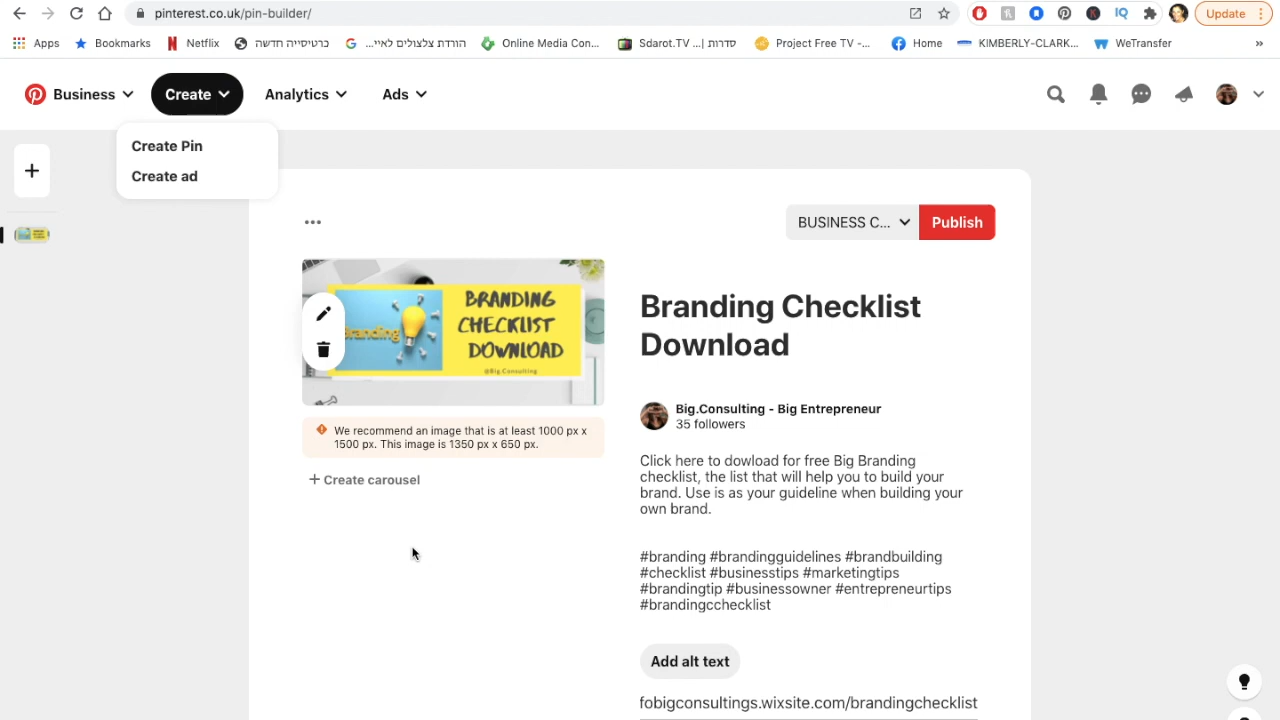 pinterest.co.uk/pin-builder/
Update
Apps
Bookmarks
Netflix
כרטיסייה חדשה
הורדת צלצולים לאיי...
Online Media Con...
Sdarot.TV ...| סדרות
Project Free TV -...
Home
KIMBERLY-CLARK...
WeTransfer
»
Business
Create
Analytics
Ads
Create Pin
Create ad
BUSINESS C...
Publish
BRANDING
CHECKLIST
DOWNLOAD
@Big.Consulting
Branding
Branding Checklist
Download
Big.Consulting - Big Entrepreneur
35 followers
We recommend an image that is at least 1000 px x
1500 px. This image is 1350 px x 650 px.
Create carousel
Click here to dowload for free Big Branding
checklist, the list that will help you to build your
brand. Use is as your guideline when building your
own brand.
#branding #brandingguidelines #brandbuilding
#checklist #businesstips #marketingtips
#brandingtip #businessowner #entrepreneurtips
#brandingcchecklist
Add alt text
fobigconsultings.wixsite.com/brandingchecklist